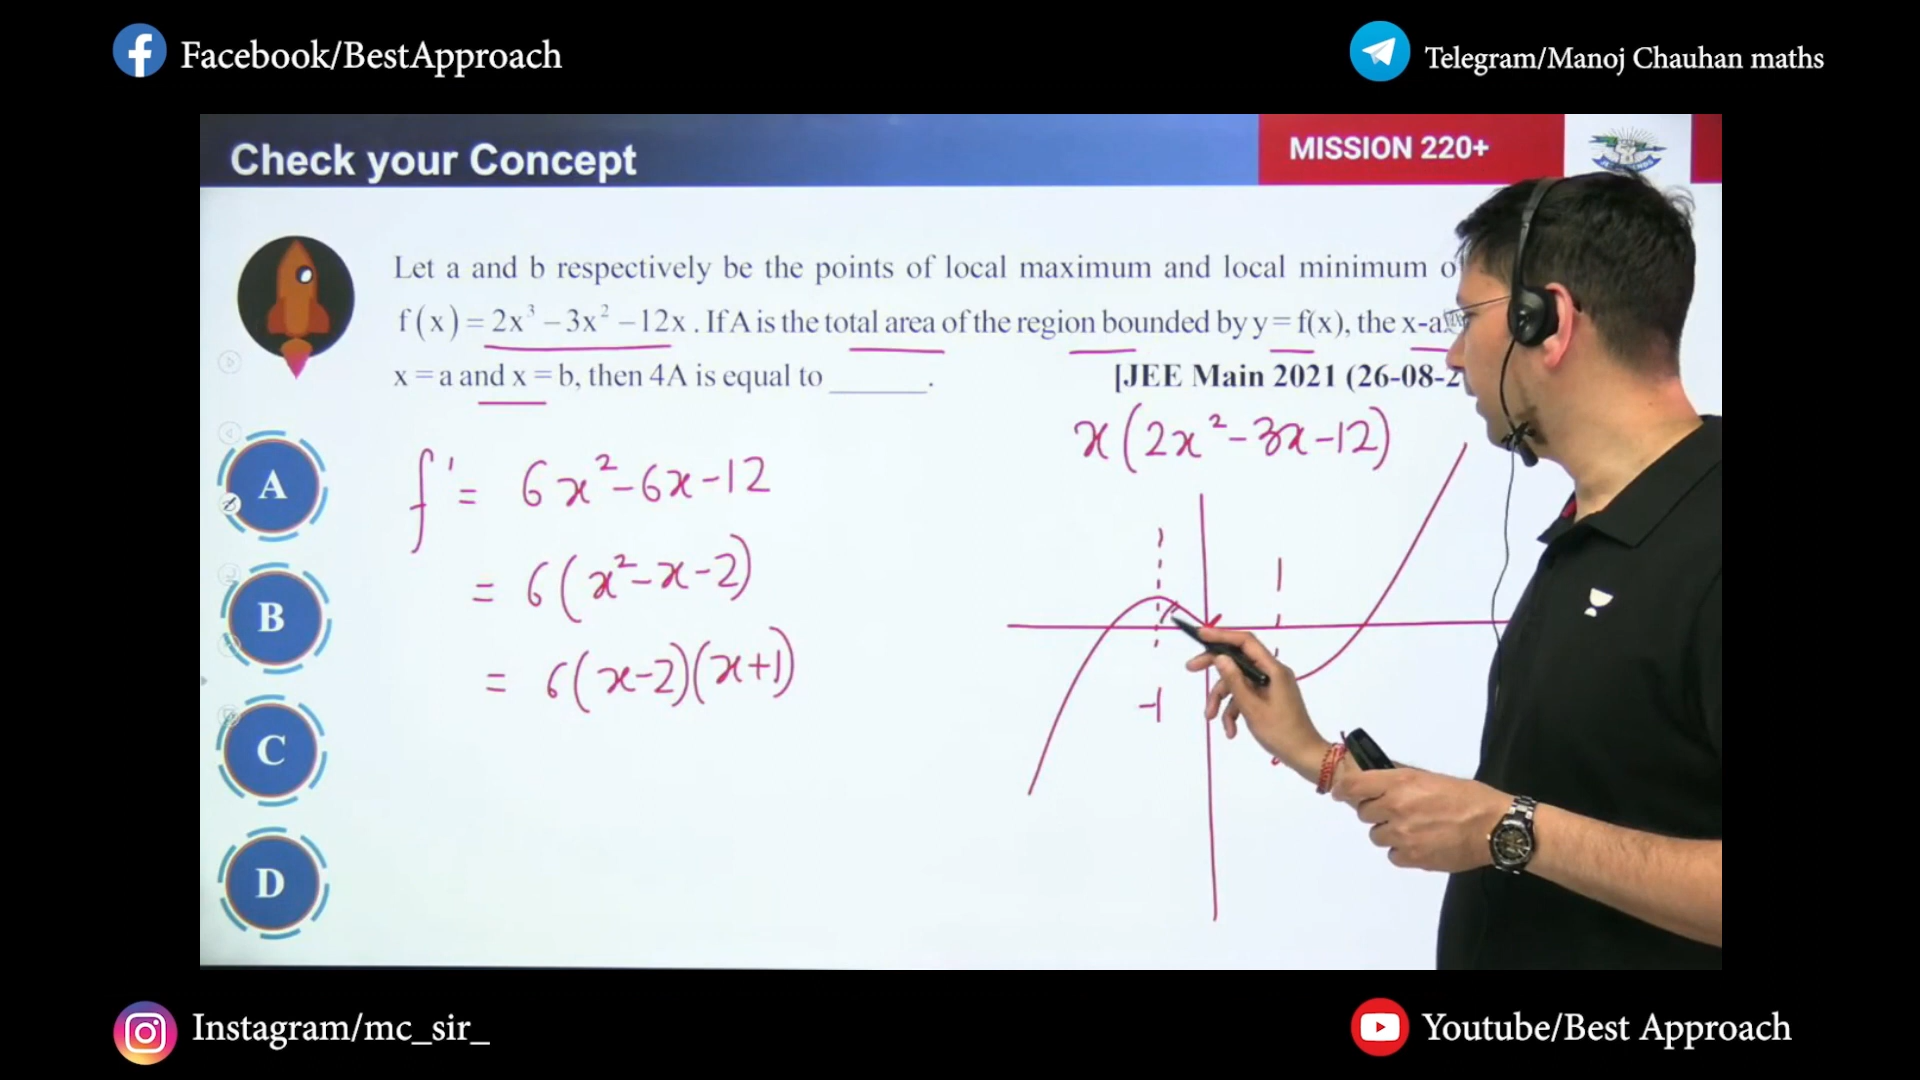 Facebook/BestApproach
Telegram/Manoj Chauhan maths
Check your Concept
MISSION 220+
Let a and b respectively be the points of local maximum and local minimum
f(x) = 2x³ – 3x² – 12x . If A is the total area of the region bounded by y = f(x), the
x = a and x = b, then 4A is equal to ______.
[JEE Main 2021 (26-08-2
x(2x²-3x-12)
A
f' = 6x²-6x-12
B
= 6(x²-x-2)
C
= 6(x-2)(x+1)
-1
D
Instagram/mc_sir_
Youtube/Best Approach